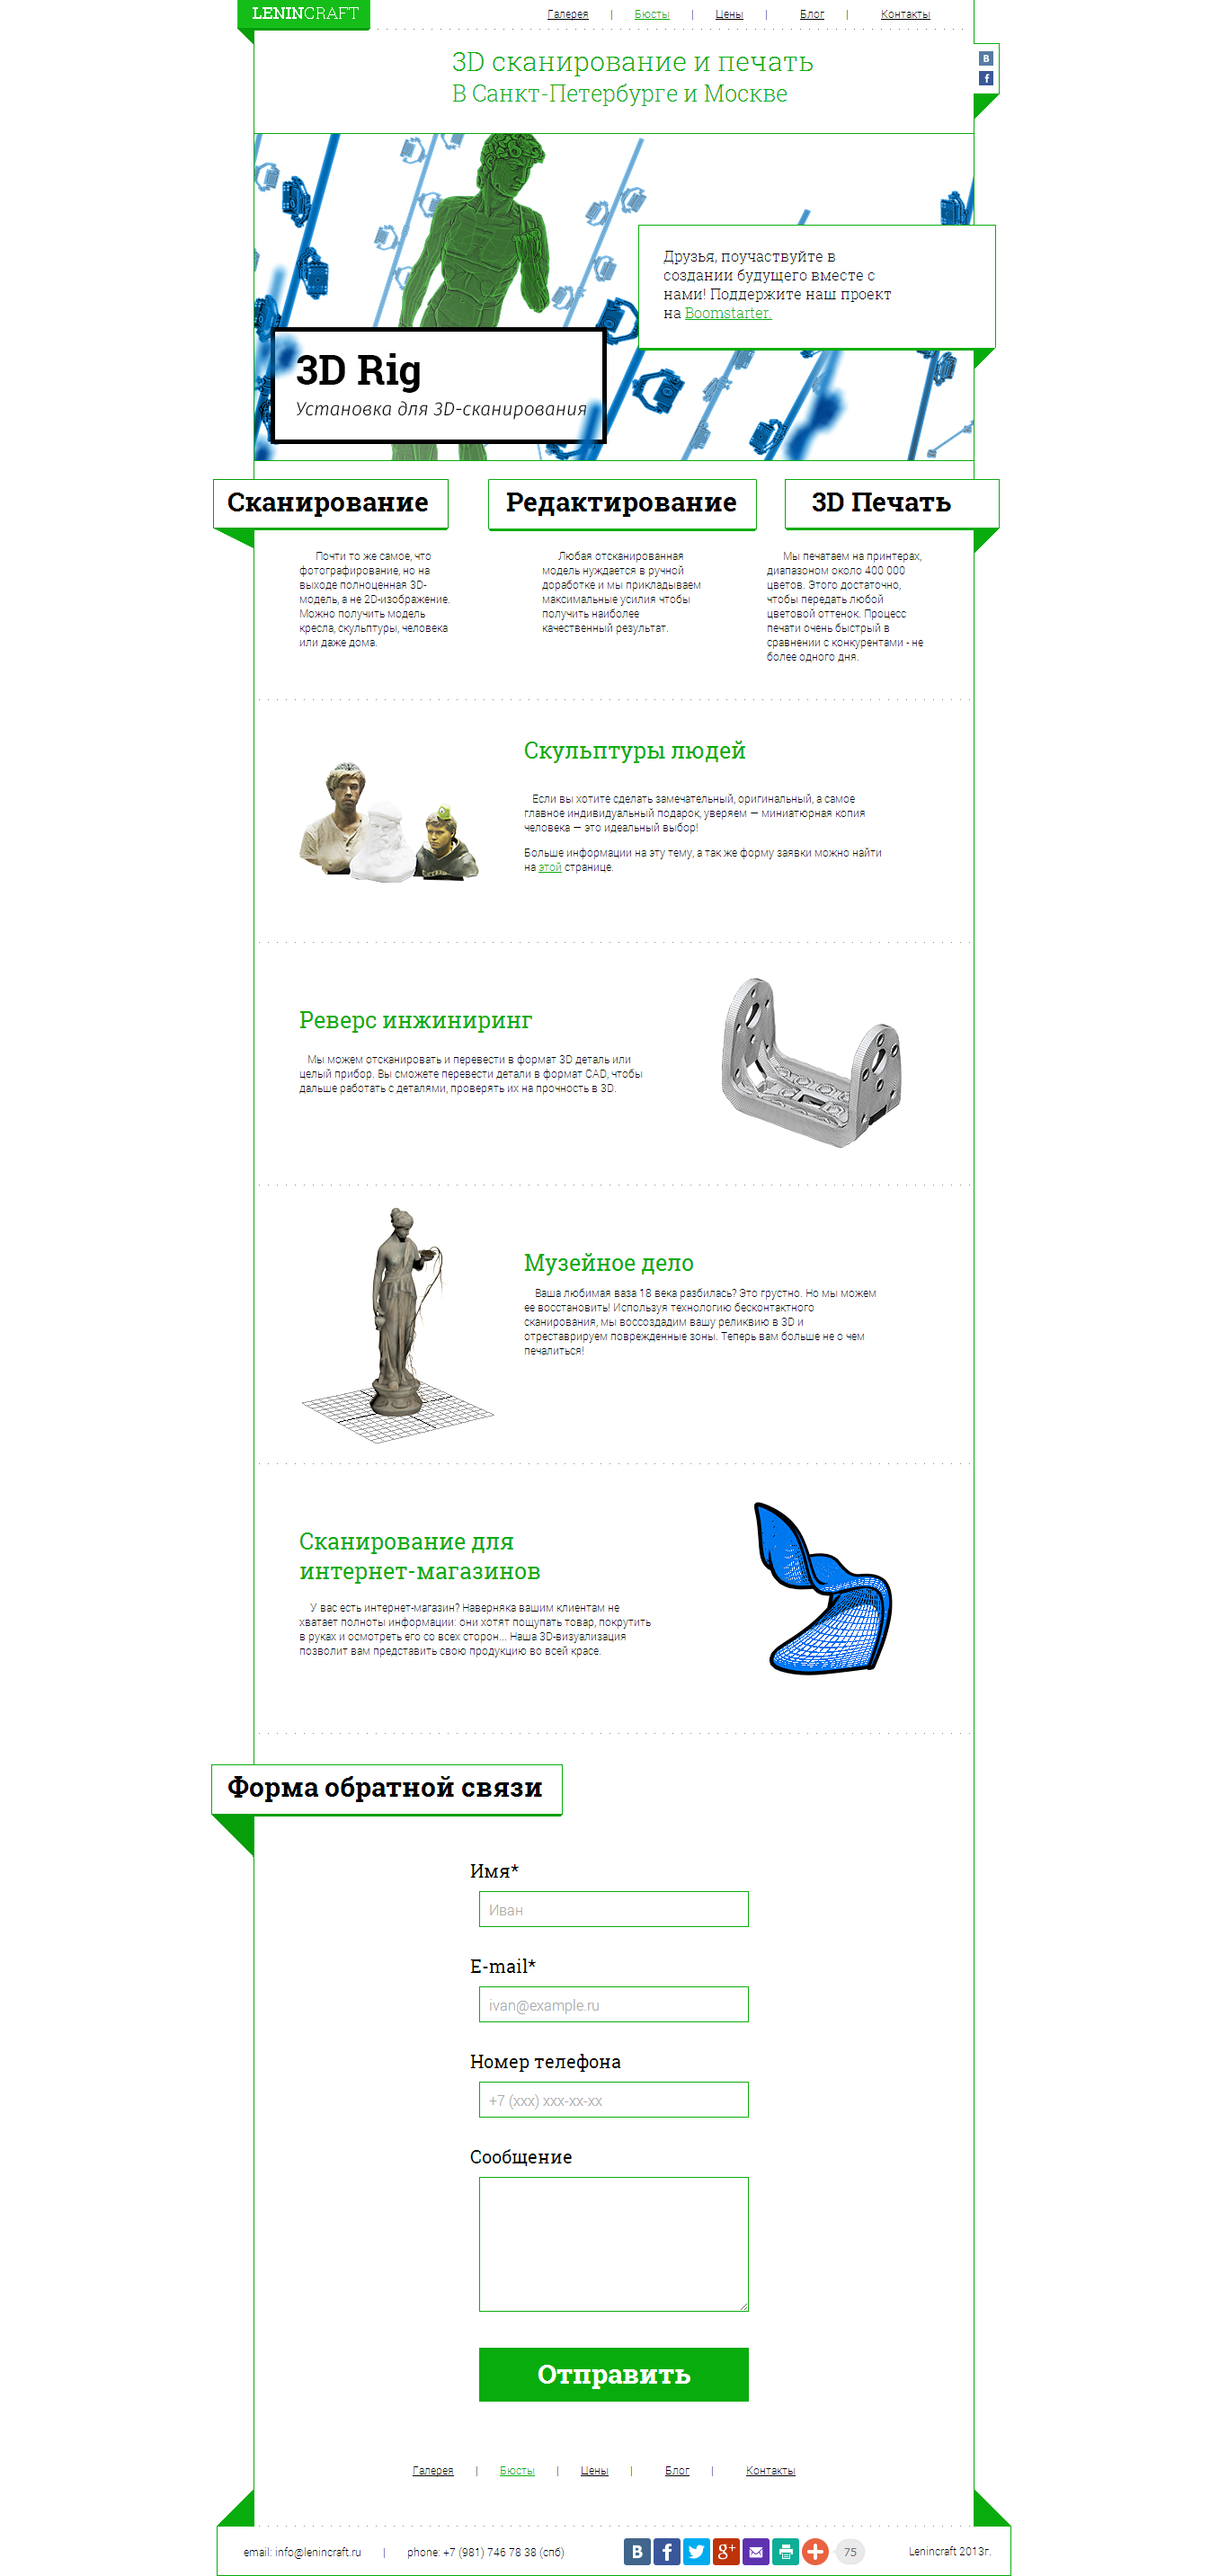 LENINCRAFT
Галерея | Бюсты | Цены | Блог | Контакты
3D сканирование и печать
В Санкт-Петербурге и Москве
Друзья, поучаствуйте в
создании будущего вместе с
нами! Поддержите наш проект
на Boomstarter.
3D Rig
Установка для 3D-сканирования
Сканирование
Почти то же самое, что
фотографирование, но на
выходе полноценная 3D-
модель, а не 2D-изображение.
Можно получить модель
кресла, скульптуры, человека
или даже дома.
Редактирование
Любая отсканированная
модель нуждается в ручной
доработке и мы прикладываем
максимальные усилия чтобы
получить наиболее
качественный результат.
3D Печать
Мы печатаем на принтерах,
диапазоном около 400 000
цветов. Этого достаточно,
чтобы передать любой
цветовой оттенок. Процесс
печати очень быстрый в
сравнении с конкурентами - не
более одного дня.
Скульптуры людей
Если вы хотите сделать замечательный, оригинальный, а самое
главное индивидуальный подарок, уверяем — миниатюрная копия
человека — это идеальный выбор!
Больше информации на эту тему, а так же форму заявки можно найти
на этой странице.
Реверс инжиниринг
Мы можем отсканировать и перевести в формат 3D деталь или
целый прибор. Вы сможете перевести детали в формат CAD, чтобы
дальше работать с деталями, проверять их на прочность в 3D.
Музейное дело
Ваша любимая ваза 18 века разбилась? Это грустно. Но мы можем
ее восстановить! Используя технологию бесконтактного
сканирования, мы воссоздадим вашу реликвию в 3D и
отреставрируем поврежденные зоны. Теперь вам больше не о чем
печалиться!
Сканирование для
интернет-магазинов
У вас есть интернет-магазин? Наверняка вашим клиентам не
хватает полноты информации: они хотят пощупать товар, покрутить
в руках и осмотреть его со всех сторон... Наша 3D-визуализация
позволит вам представить свою продукцию во всей красе.
Форма обратной связи
Имя*
Иван
E-mail*
ivan@example.ru
Номер телефона
+7 (xxx) xxx-xx-xx
Сообщение
Отправить
Галерея | Бюсты | Цены | Блог | Контакты
email: info@lenincraft.ru | phone: +7 (981) 746 78 38 (спб) 75 Lenincraft 2013г.